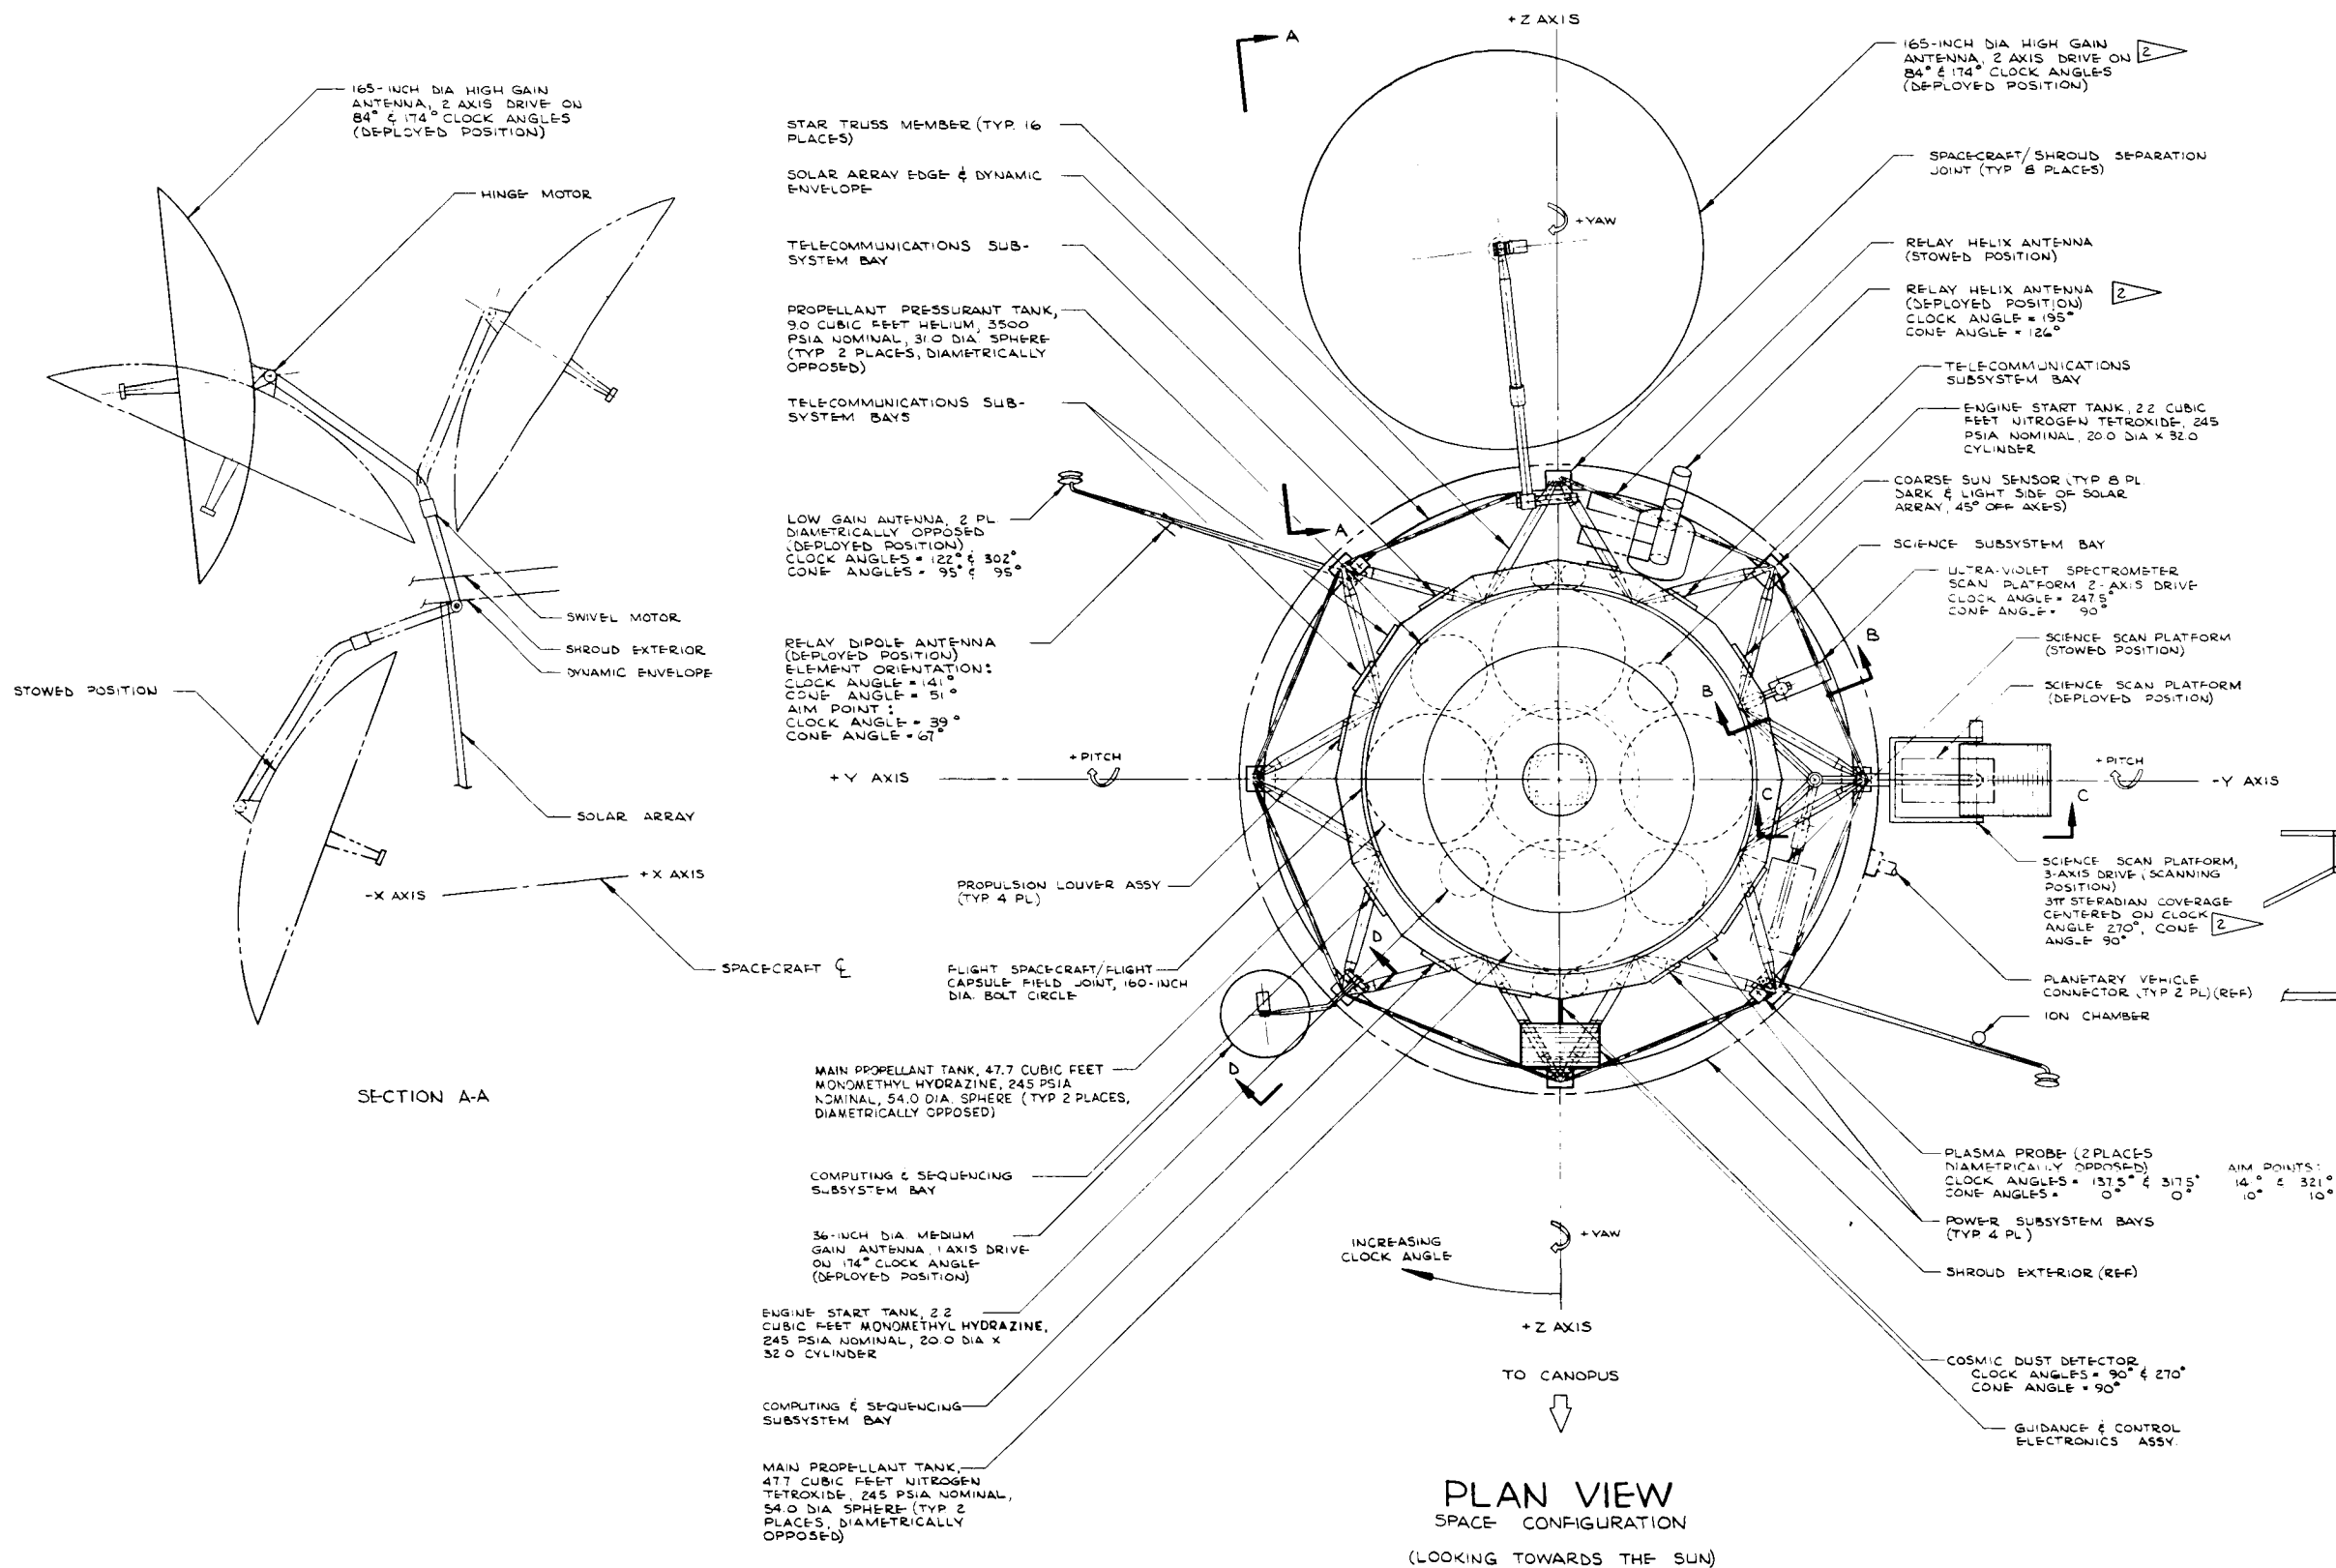 165-INCH DIA HIGH GAIN
ANTENNA, 2 AXIS DRIVE ON
84° & 174° CLOCK ANGLES
(DEPLOYED POSITION)
HINGE MOTOR
SWIVEL MOTOR
SHROUD EXTERIOR
DYNAMIC ENVELOPE
STOWED POSITION
SOLAR ARRAY
-X AXIS
+X AXIS
SPACECRAFT ℄
SECTION A-A
STAR TRUSS MEMBER (TYP. 16
PLACES)
SOLAR ARRAY EDGE & DYNAMIC
ENVELOPE
TELECOMMUNICATIONS SUB-
SYSTEM BAY
PROPELLANT PRESSURANT TANK,
9.0 CUBIC FEET HELIUM, 3500
PSIA NOMINAL, 31.0 DIA. SPHERE
(TYP 2 PLACES, DIAMETRICALLY
OPPOSED)
TELECOMMUNICATIONS SUB-
SYSTEM BAYS
LOW GAIN ANTENNA, 2 PL
DIAMETRICALLY OPPOSED
(DEPLOYED POSITION)
CLOCK ANGLES = 122° & 302°
CONE ANGLES = 95° & 95°
RELAY DIPOLE ANTENNA
(DEPLOYED POSITION)
ELEMENT ORIENTATION:
CLOCK ANGLE = 141°
CONE ANGLE = 51°
AIM POINT:
CLOCK ANGLE = 39°
CONE ANGLE = 67°
+Y AXIS
+PITCH
PROPULSION LOUVER ASSY
(TYP 4 PL)
FLIGHT SPACECRAFT/FLIGHT
CAPSULE FIELD JOINT, 160-INCH
DIA. BOLT CIRCLE
MAIN PROPELLANT TANK, 47.7 CUBIC FEET
MONOMETHYL HYDRAZINE, 245 PSIA
NOMINAL, 54.0 DIA. SPHERE (TYP 2 PLACES,
DIAMETRICALLY OPPOSED)
COMPUTING & SEQUENCING
SUBSYSTEM BAY
36-INCH DIA. MEDIUM
GAIN ANTENNA, 1 AXIS DRIVE
ON 174° CLOCK ANGLE
(DEPLOYED POSITION)
ENGINE START TANK, 2.2
CUBIC FEET MONOMETHYL HYDRAZINE,
245 PSIA NOMINAL, 20.0 DIA X
32.0 CYLINDER
COMPUTING & SEQUENCING
SUBSYSTEM BAY
MAIN PROPELLANT TANK,
47.7 CUBIC FEET NITROGEN
TETROXIDE, 245 PSIA NOMINAL,
54.0 DIA SPHERE (TYP 2
PLACES, DIAMETRICALLY
OPPOSED)
+Z AXIS
A
A
+YAW
B
B
C
C
D
D
165-INCH DIA HIGH GAIN
ANTENNA, 2 AXIS DRIVE ON 2
84° & 174° CLOCK ANGLES
(DEPLOYED POSITION)
SPACECRAFT/SHROUD SEPARATION
JOINT (TYP 8 PLACES)
RELAY HELIX ANTENNA
(STOWED POSITION)
RELAY HELIX ANTENNA 2
(DEPLOYED POSITION)
CLOCK ANGLE = 195°
CONE ANGLE = 126°
TELECOMMUNICATIONS
SUBSYSTEM BAY
ENGINE START TANK, 2.2 CUBIC
FEET NITROGEN TETROXIDE, 245
PSIA NOMINAL, 20.0 DIA X 32.0
CYLINDER
COARSE SUN SENSOR (TYP 8 PL.
DARK & LIGHT SIDE OF SOLAR
ARRAY, 45° OFF AXES)
SCIENCE SUBSYSTEM BAY
ULTRA-VIOLET SPECTROMETER
SCAN PLATFORM 2-AXIS DRIVE
CLOCK ANGLE = 247.5°
CONE ANGLE = 90°
SCIENCE SCAN PLATFORM
(STOWED POSITION)
SCIENCE SCAN PLATFORM
(DEPLOYED POSITION)
+PITCH
-Y AXIS
SCIENCE SCAN PLATFORM,
3-AXIS DRIVE (SCANNING
POSITION)
3π STERADIAN COVERAGE
CENTERED ON CLOCK
ANGLE 270°, CONE 2
ANGLE 90°
PLANETARY VEHICLE
CONNECTOR (TYP 2 PL)(REF)
ION CHAMBER
PLASMA PROBE (2 PLACES
DIAMETRICALLY OPPOSED) AIM POINTS:
CLOCK ANGLES = 137.5° & 317.5° 14 ° & 321°
CONE ANGLES = 0° 0° 10° 10°
POWER SUBSYSTEM BAYS
(TYP. 4 PL)
SHROUD EXTERIOR (REF)
COSMIC DUST DETECTOR
CLOCK ANGLES = 90° & 270°
CONE ANGLE = 90°
GUIDANCE & CONTROL
ELECTRONICS ASSY.
INCREASING
CLOCK ANGLE
+YAW
+Z AXIS
TO CANOPUS
PLAN VIEW
SPACE CONFIGURATION
(LOOKING TOWARDS THE SUN)